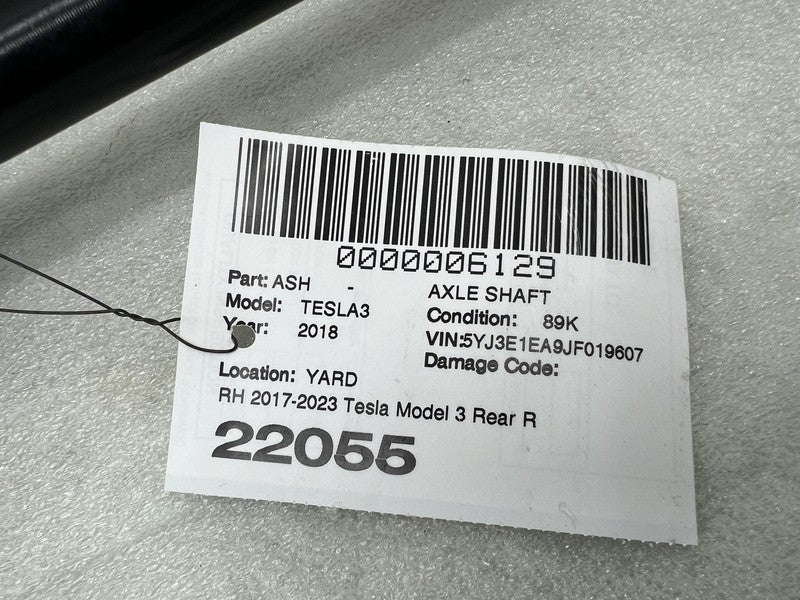 0000006129
Part: ASH - AXLE SHAFT
Model: TESLA3 Condition: 89K
Year: 2018 VIN:5YJ3E1EA9JF019607
Damage Code:
Location: YARD
RH 2017-2023 Tesla Model 3 Rear R
22055